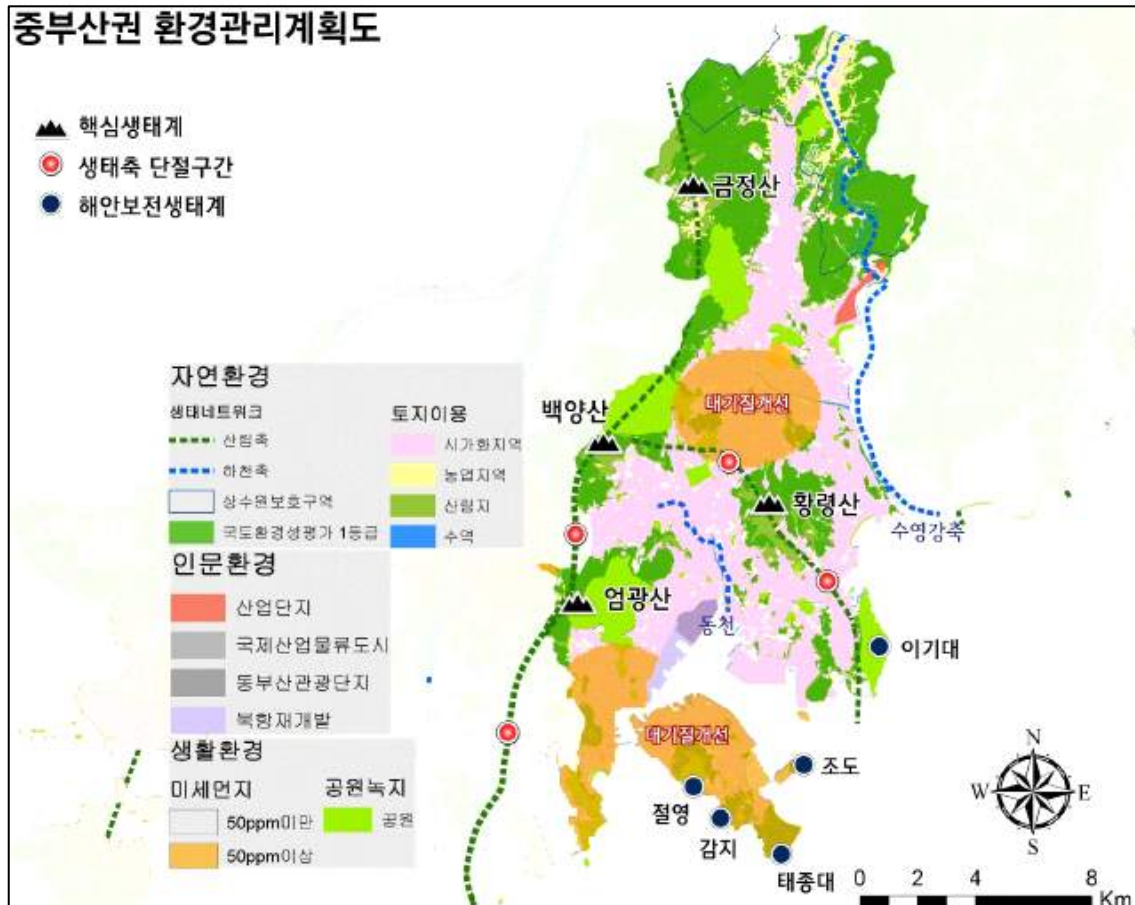 중부산권 환경관리계획도
핵심생태계
생태축 단절구간
해안보전생태계
금정산
자연환경
생태네트워크
산림축
하천축
상수원보호구역
국토환경성평가 1등급
토지이용
시가화지역
농업지역
산림지
수역
인문환경
산업단지
국제산업물류도시
동부산관광단지
북항재개발
생활환경
미세먼지
50ppm미만
50ppm이상
공원녹지
공원
대기질개선
백양산
황령산
수영강축
엄광산
동천
이기대
대기질개선
조도
절영
감지
태종대
N
W
E
S
0 2 4 8
Km